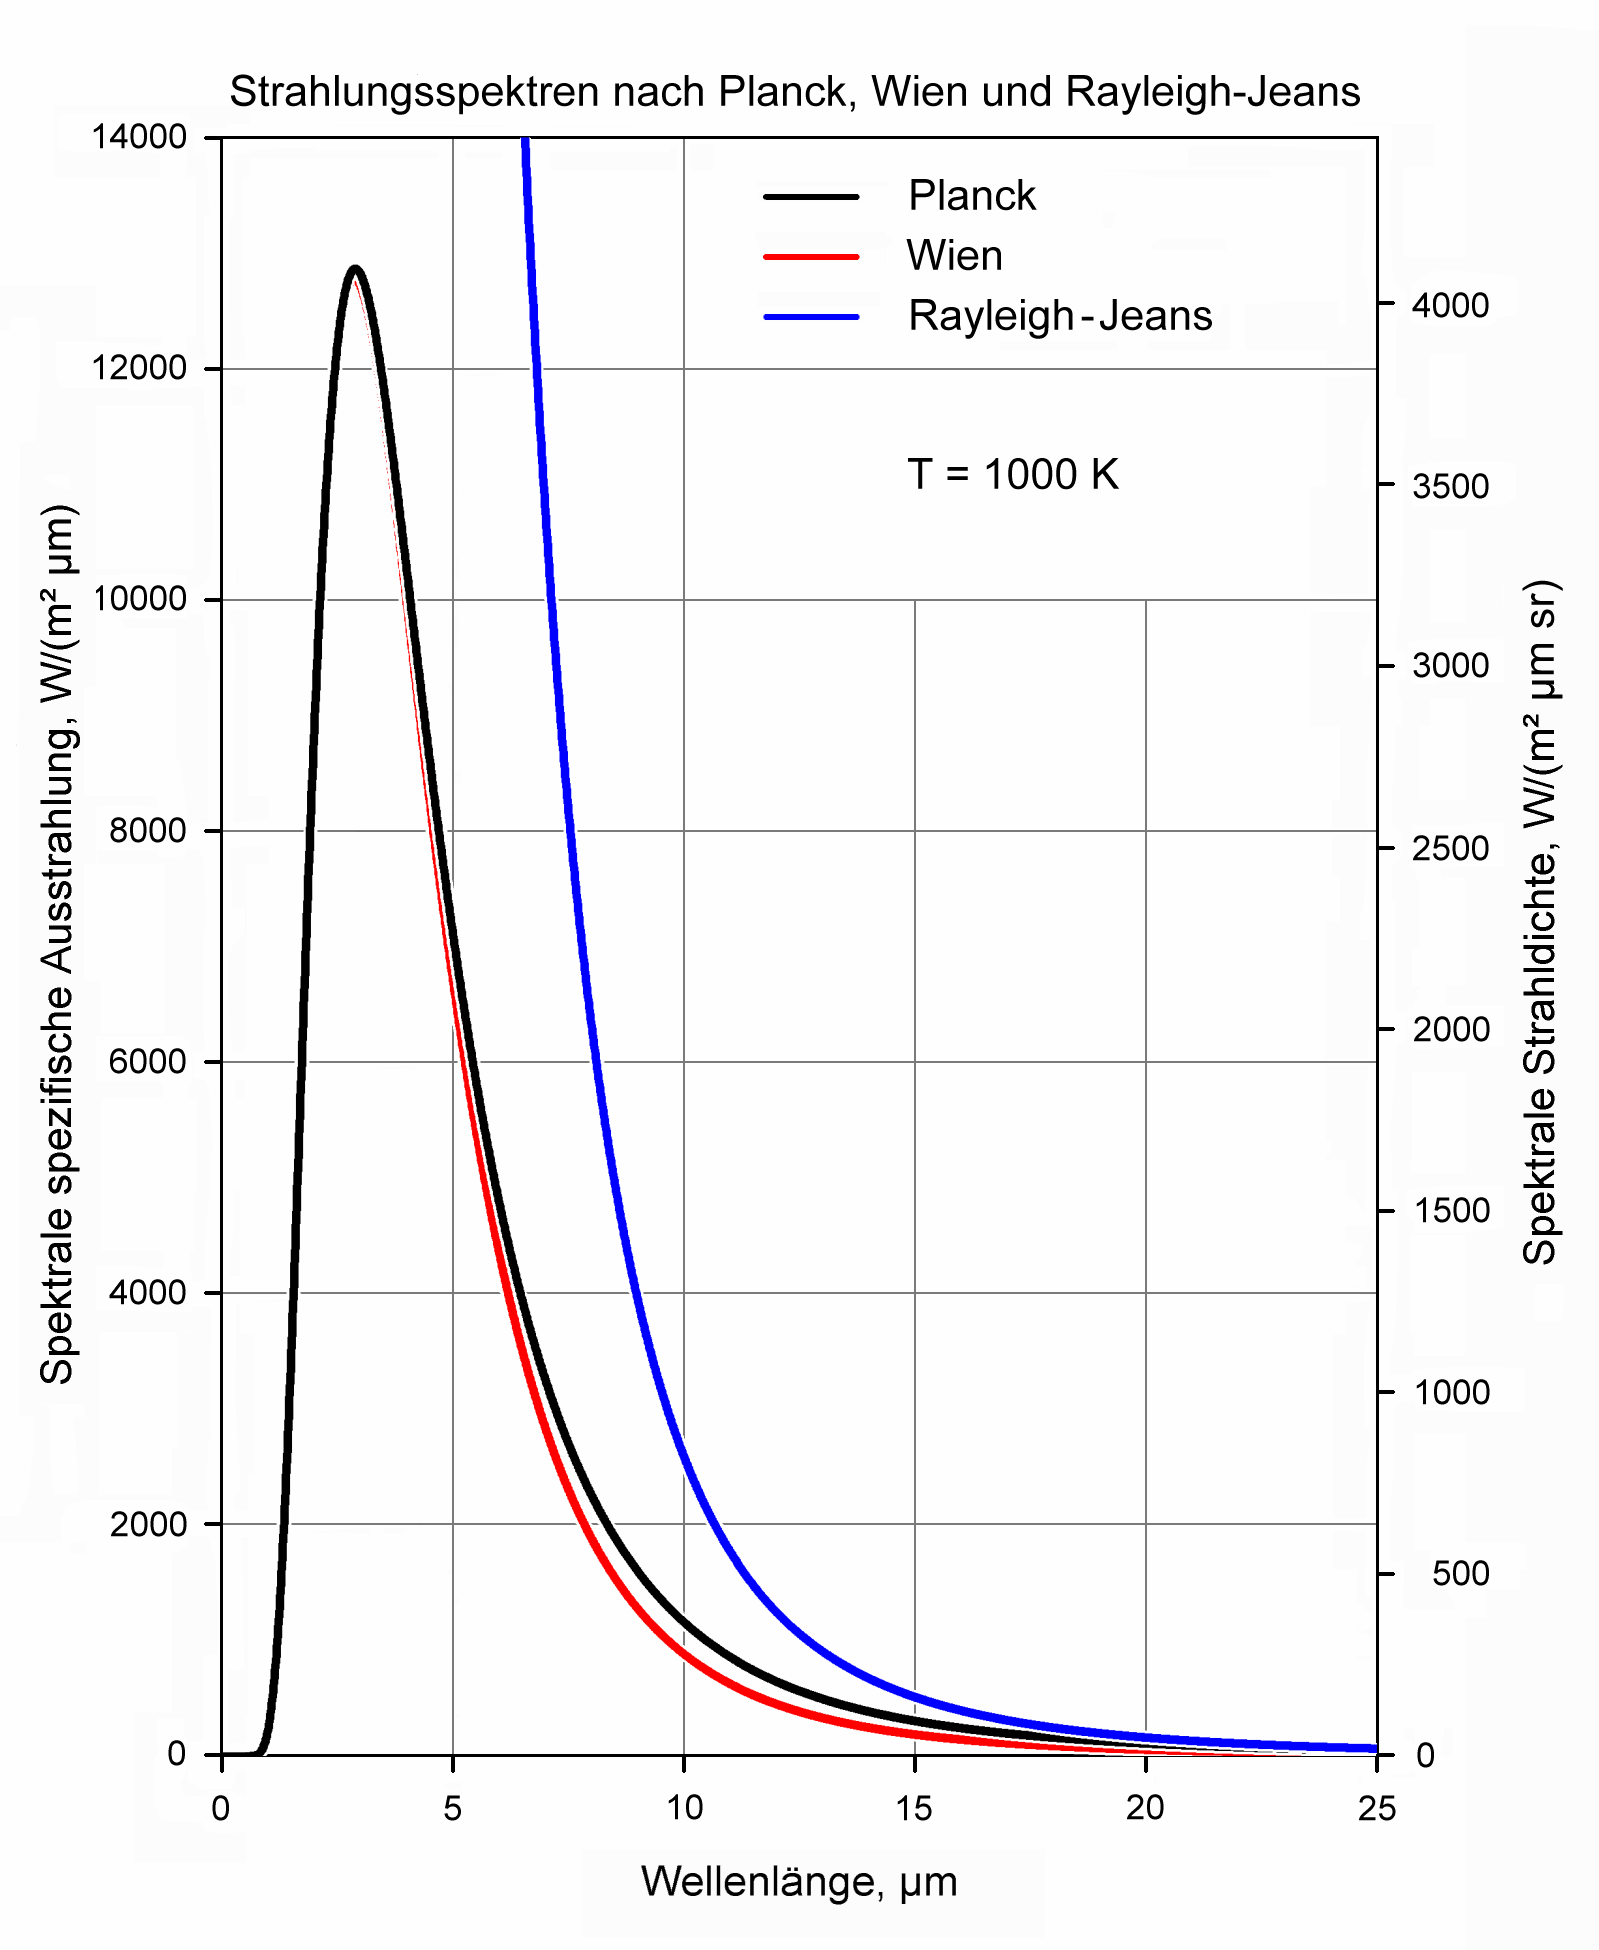 Strahlungsspektren nach Planck, Wien und Rayleigh-Jeans
Planck
Wien
Rayleigh-Jeans
T = 1000 K
Spektrale spezifische Ausstrahlung, W/(m² µm)
14000
12000
10000
8000
6000
4000
2000
0
4000
3500
3000
2500
2000
1500
1000
500
0
Spektrale Strahldichte, W/(m² µm sr)
0 5 10 15 20 25
Wellenlänge, µm